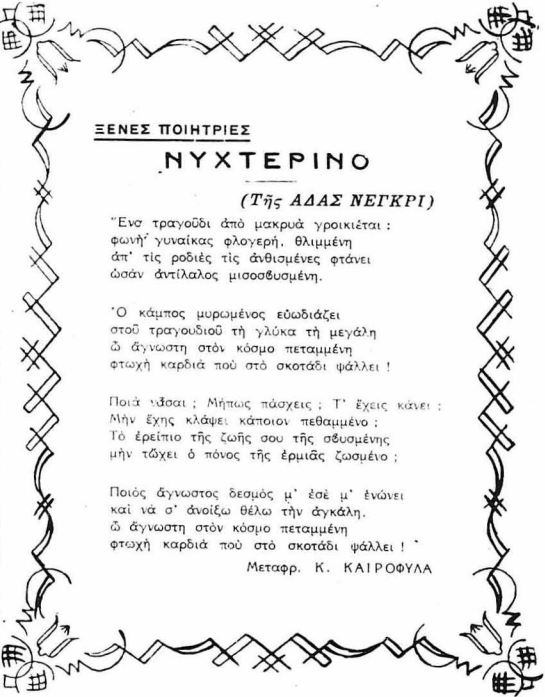 ΞΕΝΕΣ ΠΟΙΗΤΡΙΕΣ
ΝΥΧΤΕΡΙΝΟ
(Τῆς ΑΔΑΣ ΝΕΓΚΡΙ)
Ἕνα τραγοῦδι ἀπὸ μακρυὰ γροικιέται :
φωνὴ γυναίκας φλογερή, θλιμμένη
ἀπ' τὶς ροδιὲς τὶς ἀνθισμένες φτάνει
ὡσὰν ἀντίλαλος μισοσβυσμένη.
Ὁ κάμπος μυρωμένος εὐωδιάζει
στοῦ τραγουδιοῦ τὴ γλύκα τὴ μεγάλη
ὦ ἄγνωστη στὸν κόσμο πεταμμένη
φτωχὴ καρδιὰ ποὺ στὸ σκοτάδι ψάλλει !
Ποιὰ νἆσαι ; Μήπως πάσχεις ; Τ' ἔχεις κάνει ;
Μὴν ἔχης κλάψει κάποιον πεθαμμένο ;
Τὸ ἐρείπιο τῆς ζωῆς σου τῆς σβυσμένης
μὴν τὤχει ὁ πόνος τῆς ἐρμιᾶς ζωσμένο ;
Ποιὸς ἄγνωστος δεσμὸς μ' ἐσὲ μ' ἑνώνει
καὶ νὰ σ' ἀνοίξω θέλω τὴν ἀγκάλη.
ὦ ἄγνωστη στὸν κόσμο πεταμμένη
φτωχὴ καρδιὰ ποὺ στὸ σκοτάδι ψάλλει !
Μεταφρ. Κ. ΚΑΙΡΟΦΥΛΑ